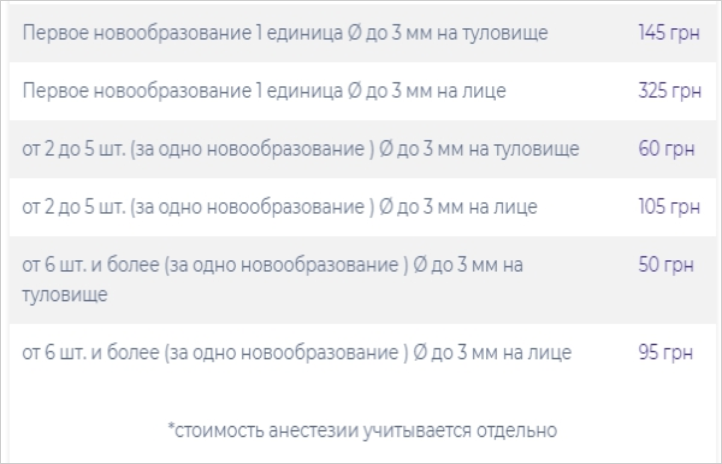 Первое новообразование 1 единица Ø до 3 мм на туловище 145 грн
Первое новообразование 1 единица Ø до 3 мм на лице 325 грн
от 2 до 5 шт. (за одно новообразование ) Ø до 3 мм на туловище 60 грн
от 2 до 5 шт. (за одно новообразование ) Ø до 3 мм на лице 105 грн
от 6 шт. и более (за одно новообразование ) Ø до 3 мм на 50 грн
туловище
от 6 шт. и более (за одно новообразование ) Ø до 3 мм на лице 95 грн
*стоимость анестезии учитывается отдельно